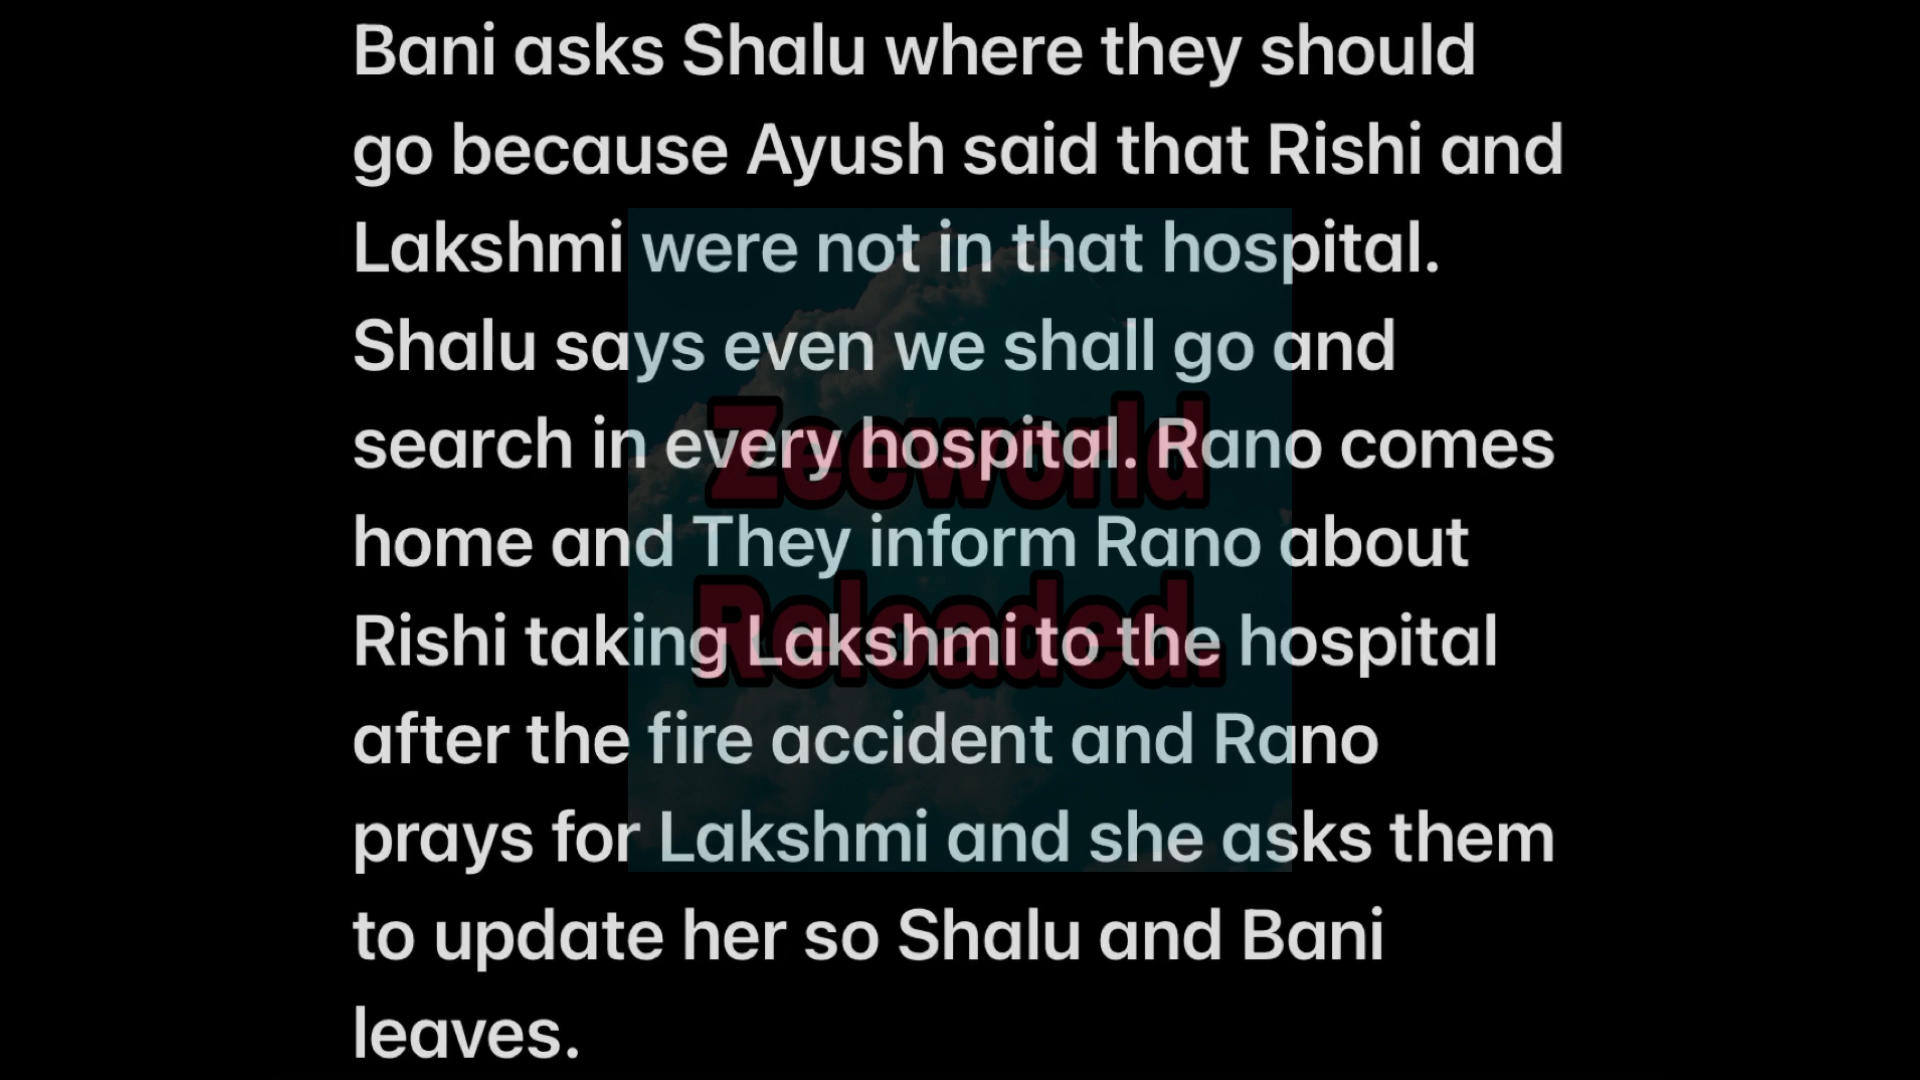 Bani asks Shalu where they should
go because Ayush said that Rishi and
Lakshmi were not in that hospital.
Shalu says even we shall go and
search in every hospital. Rano comes
home and They inform Rano about
Rishi taking Lakshmi to the hospital
after the fire accident and Rano
prays for Lakshmi and she asks them
to update her so Shalu and Bani
leaves.
Zeeworld
Reloaded.